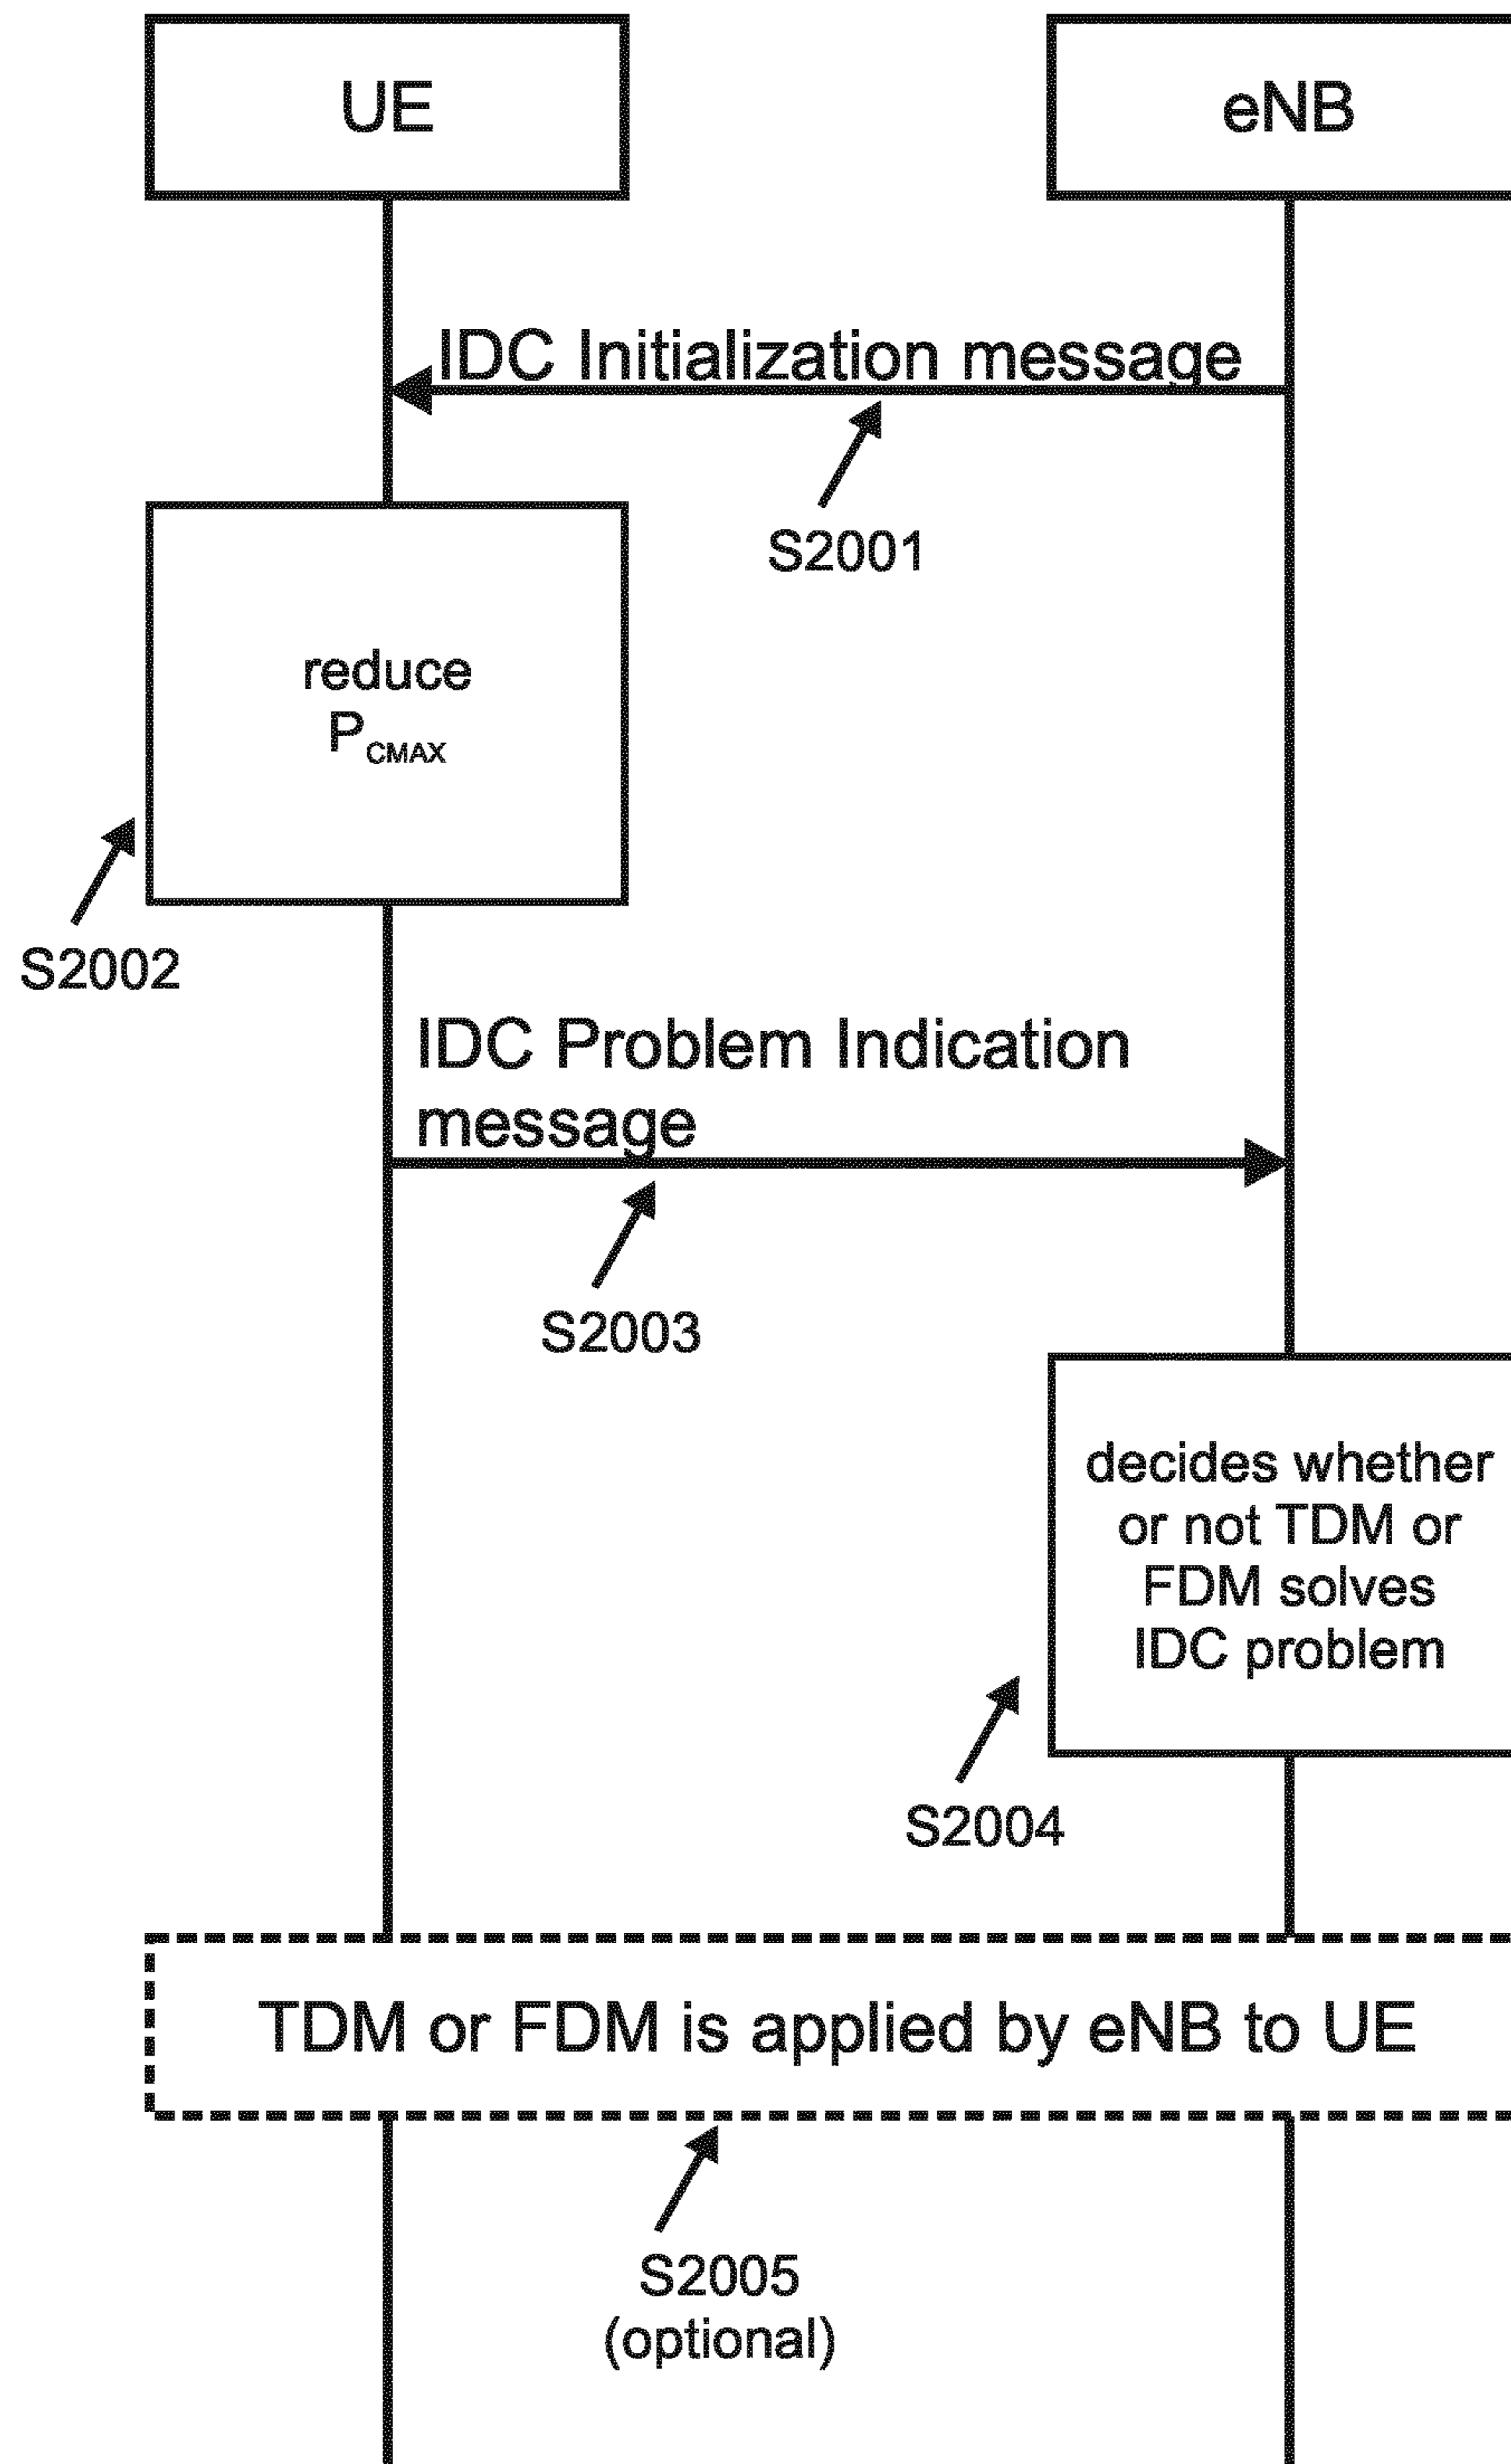 UE
eNB
IDC Initialization message
S2001
reduce
P_CMAX
S2002
IDC Problem Indication
message
S2003
decides whether
or not TDM or
FDM solves
IDC problem
S2004
TDM or FDM is applied by eNB to UE
S2005
(optional)